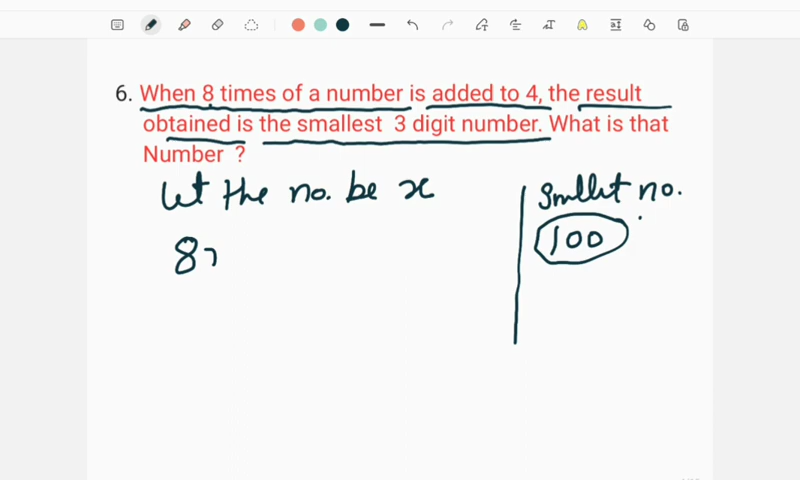 6. When 8 times of a number is added to 4, the result
obtained is the smallest 3 digit number. What is that
Number ?
let the no. be x
smllst no.
100
8